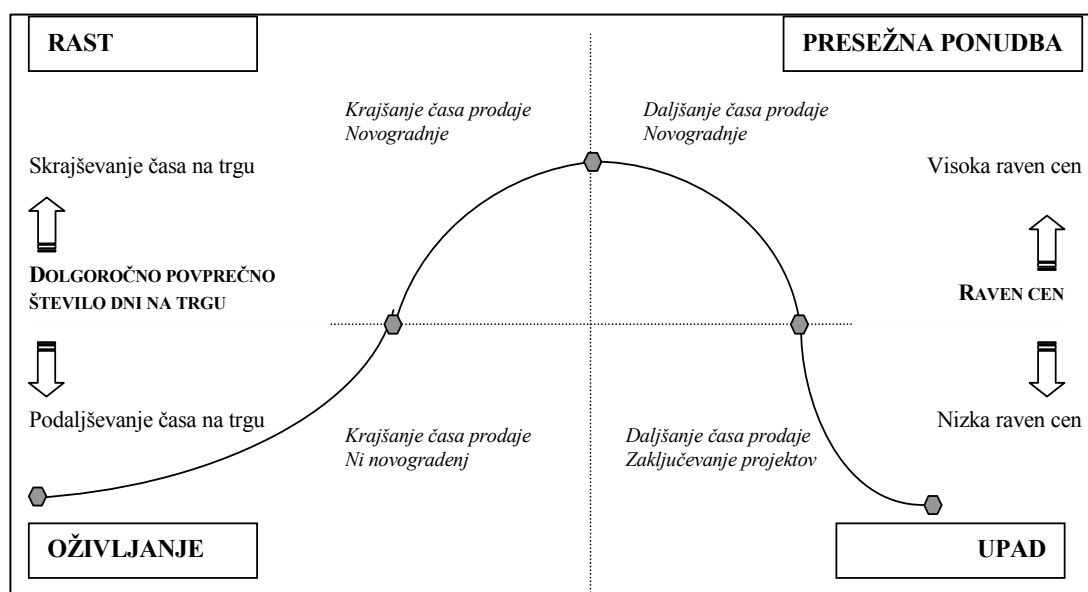 RAST
PRESEŽNA PONUDBA
Krajšanje časa prodaje
Novogradnje
Daljšanje časa prodaje
Novogradnje
Skrajševanje časa na trgu
Visoka raven cen
DOLGOROČNO POVPREČNO
ŠTEVILO DNI NA TRGU
RAVEN CEN
Podaljševanje časa na trgu
Nizka raven cen
Krajšanje časa prodaje
Ni novogradenj
Daljšanje časa prodaje
Zaključevanje projektov
OŽIVLJANJE
UPAD